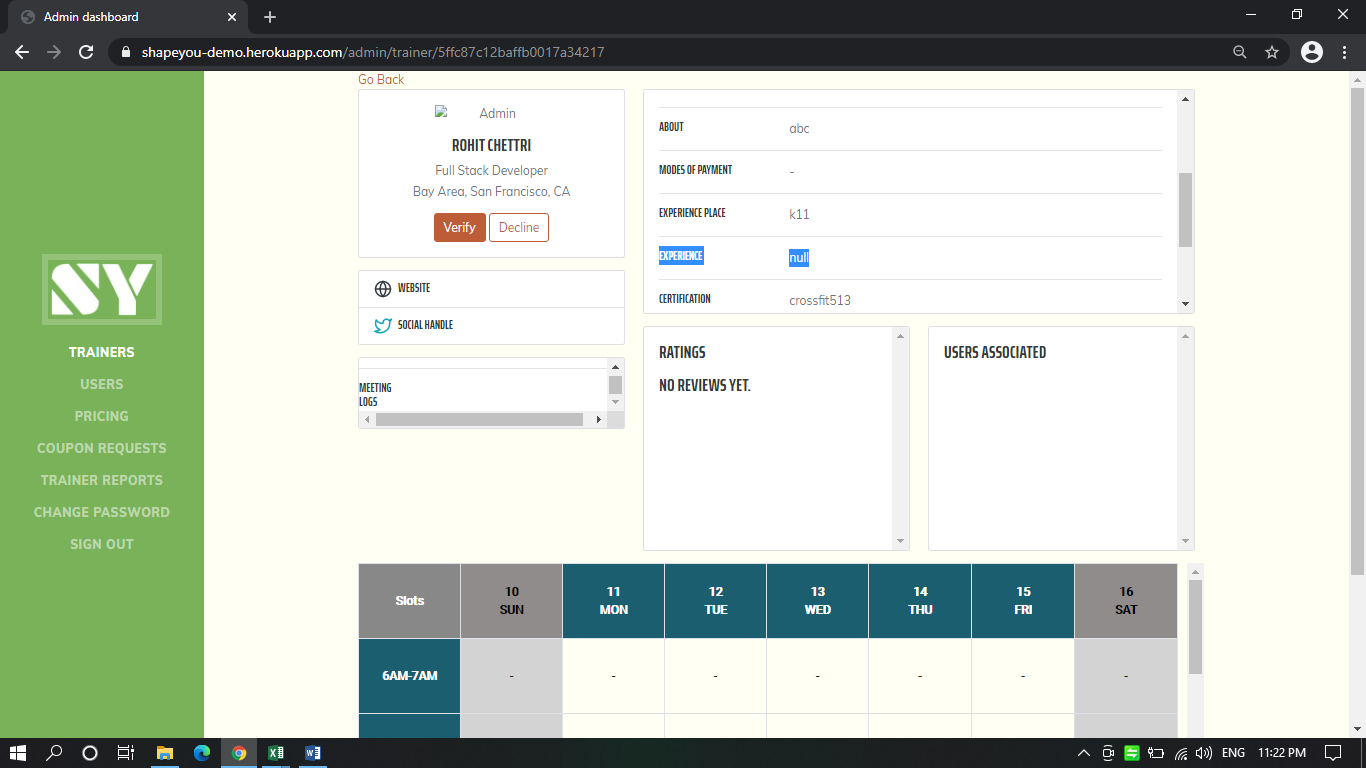 Admin dashboard
shapeyou-demo.herokuapp.com/admin/trainer/5ffc87c12baffb0017a34217
SY
TRAINERS
USERS
PRICING
COUPON REQUESTS
TRAINER REPORTS
CHANGE PASSWORD
SIGN OUT
Go Back
Admin
ROHIT CHETTRI
Full Stack Developer
Bay Area, San Francisco, CA
Verify Decline
WEBSITE
SOCIAL HANDLE
MEETING
LOGS
ABOUT abc
MODES OF PAYMENT -
EXPERIENCE PLACE k11
EXPERIENCE null
CERTIFICATION crossfit513
RATINGS
NO REVIEWS YET.
USERS ASSOCIATED
Slots 10 SUN 11 MON 12 TUE 13 WED 14 THU 15 FRI 16 SAT
6AM-7AM - - - - - - -
ENG 11:22 PM